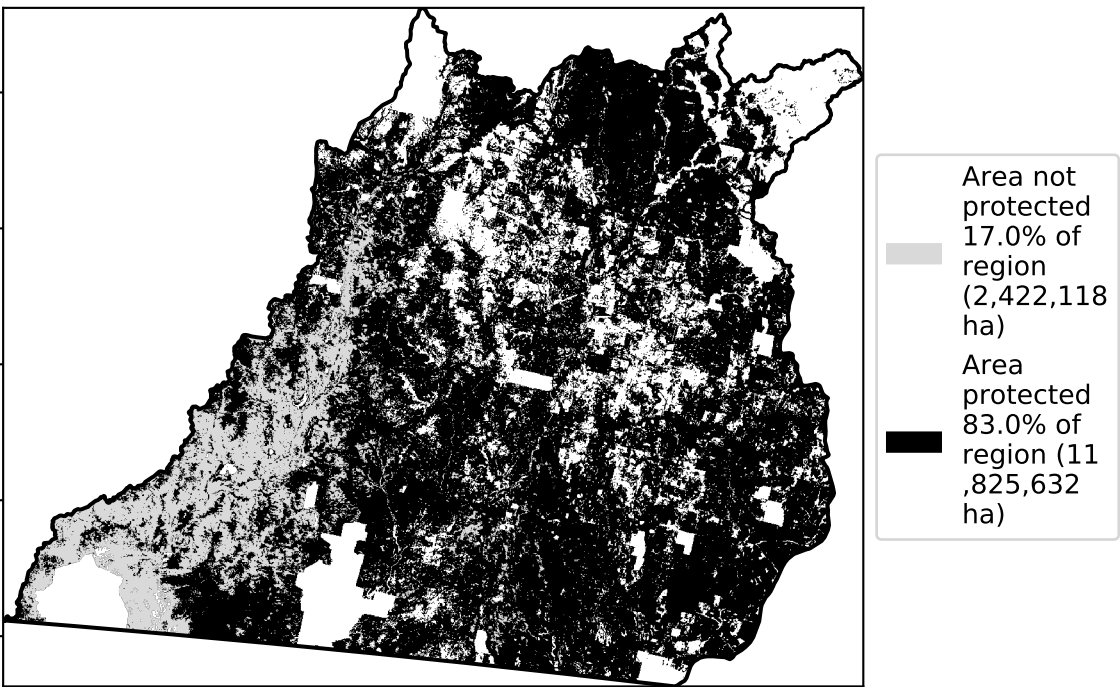 Area not
protected
17.0% of
region
(2,422,118
ha)
Area
protected
83.0% of
region (11
,825,632
ha)